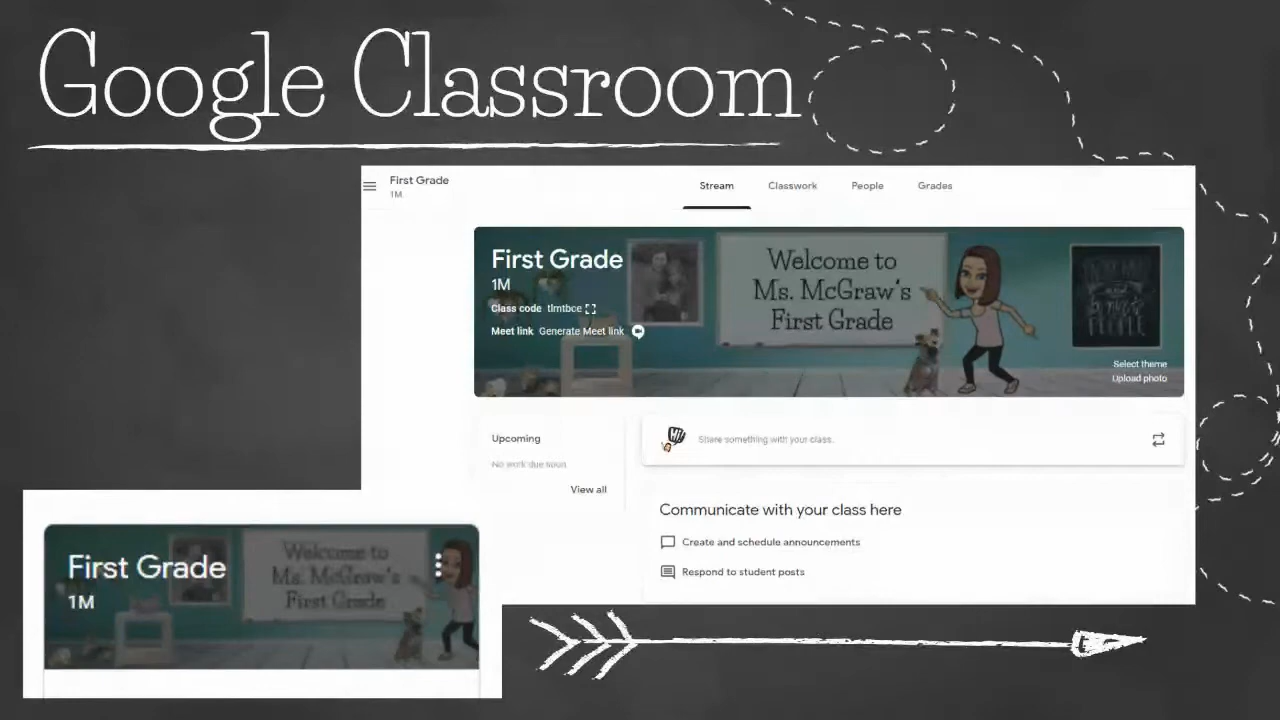 Google Classroom
First Grade
1M
Stream Classwork People Grades
First Grade
1M
Class code tlmtbce
Meet link Generate Meet link
Welcome to
Ms. McGraw's
First Grade
and
PEOPLE
Select theme
Upload photo
Upcoming
No work due soon
View all
Hi!
Share something with your class...
Communicate with your class here
Create and schedule announcements
Respond to student posts
First Grade
1M
Welcome to
Ms. McGraw's
First Grade